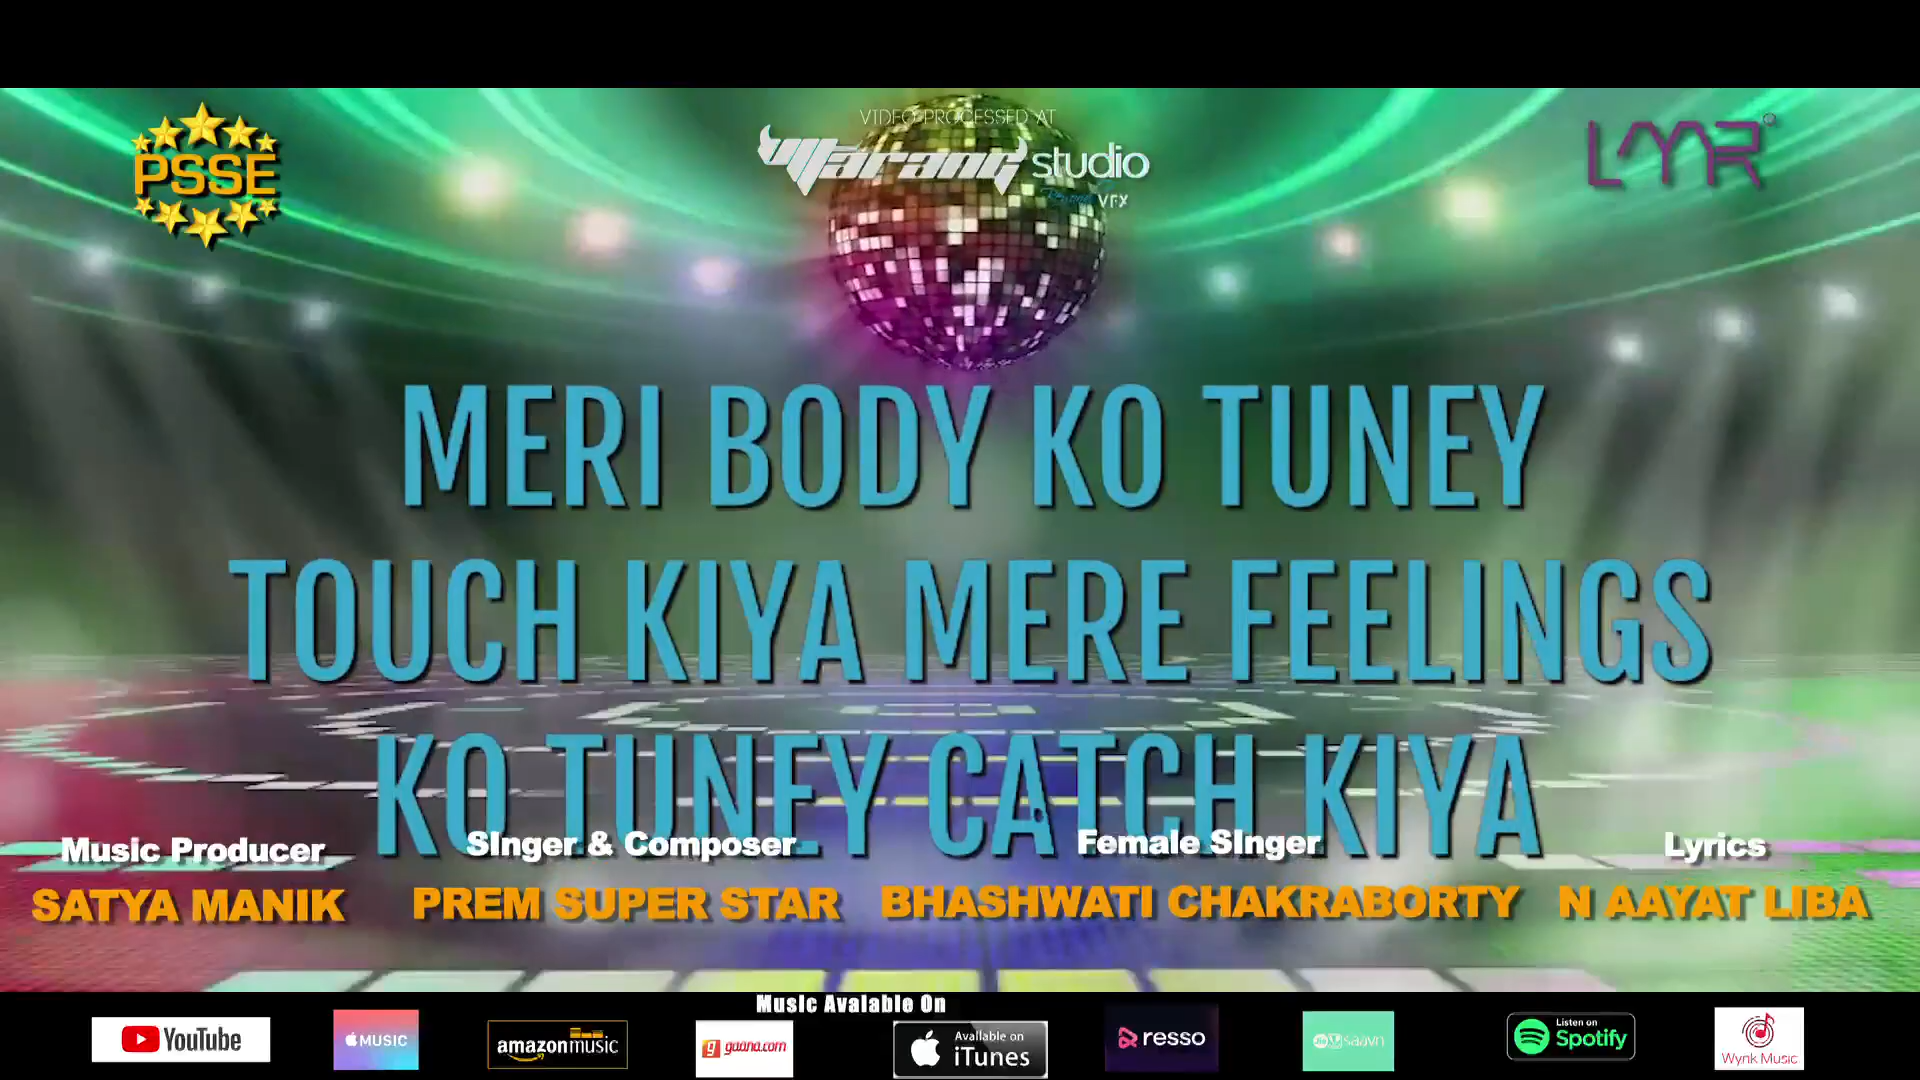 VIDEO PROCESSED AT
PSSE
studio
VFX
MERI BODY KO TUNEY
TOUCH KIYA MERE FEELINGS
KO TUNEY CATCH KIYA
Music Producer
SInger & Composer
Female SInger
Lyrics
SATYA MANIK
PREM SUPER STAR
BHASHWATI CHAKRABORTY
N AAYAT LIBA
Music Avalable On
YouTube
MUSIC
amazon music
g gaana.com
Available on
iTunes
resso
saavn
Listen on
Spotify
Wynk Music